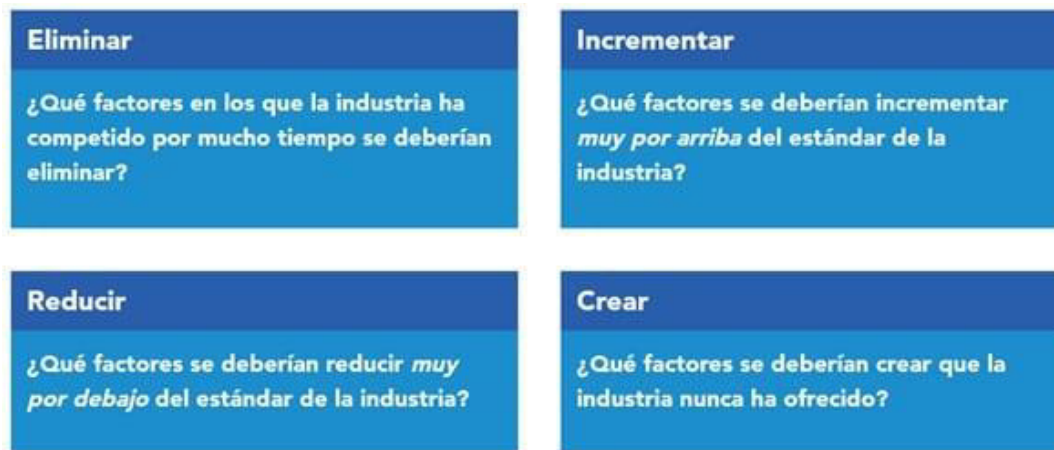 Eliminar
¿Qué factores en los que la industria ha
competido por mucho tiempo se deberían
eliminar?
Incrementar
¿Qué factores se deberían incrementar
muy por arriba del estándar de la
industria?
Reducir
¿Qué factores se deberían reducir muy
por debajo del estándar de la industria?
Crear
¿Qué factores se deberían crear que la
industria nunca ha ofrecido?